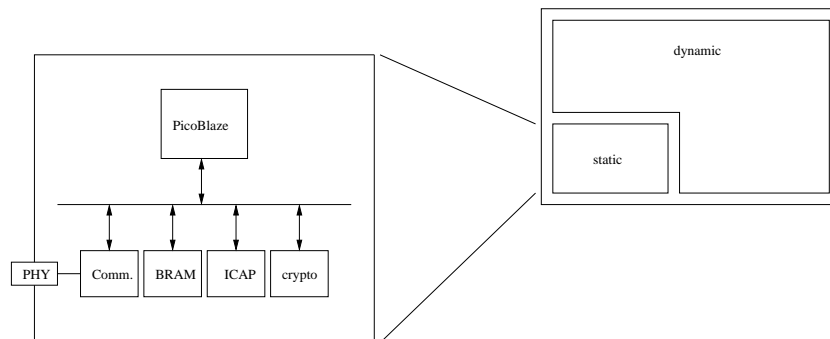 dynamic
PicoBlaze
static
PHY
Comm.
BRAM
ICAP
crypto